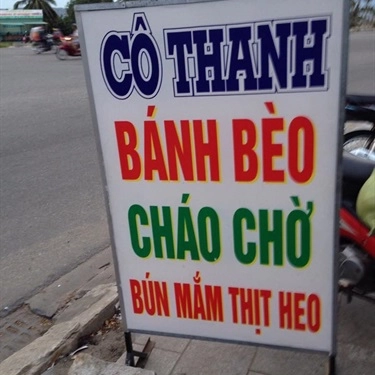 CÔ THANH
BÁNH BÈO
CHÁO CHỜ
BÚN MẮM THỊT HEO